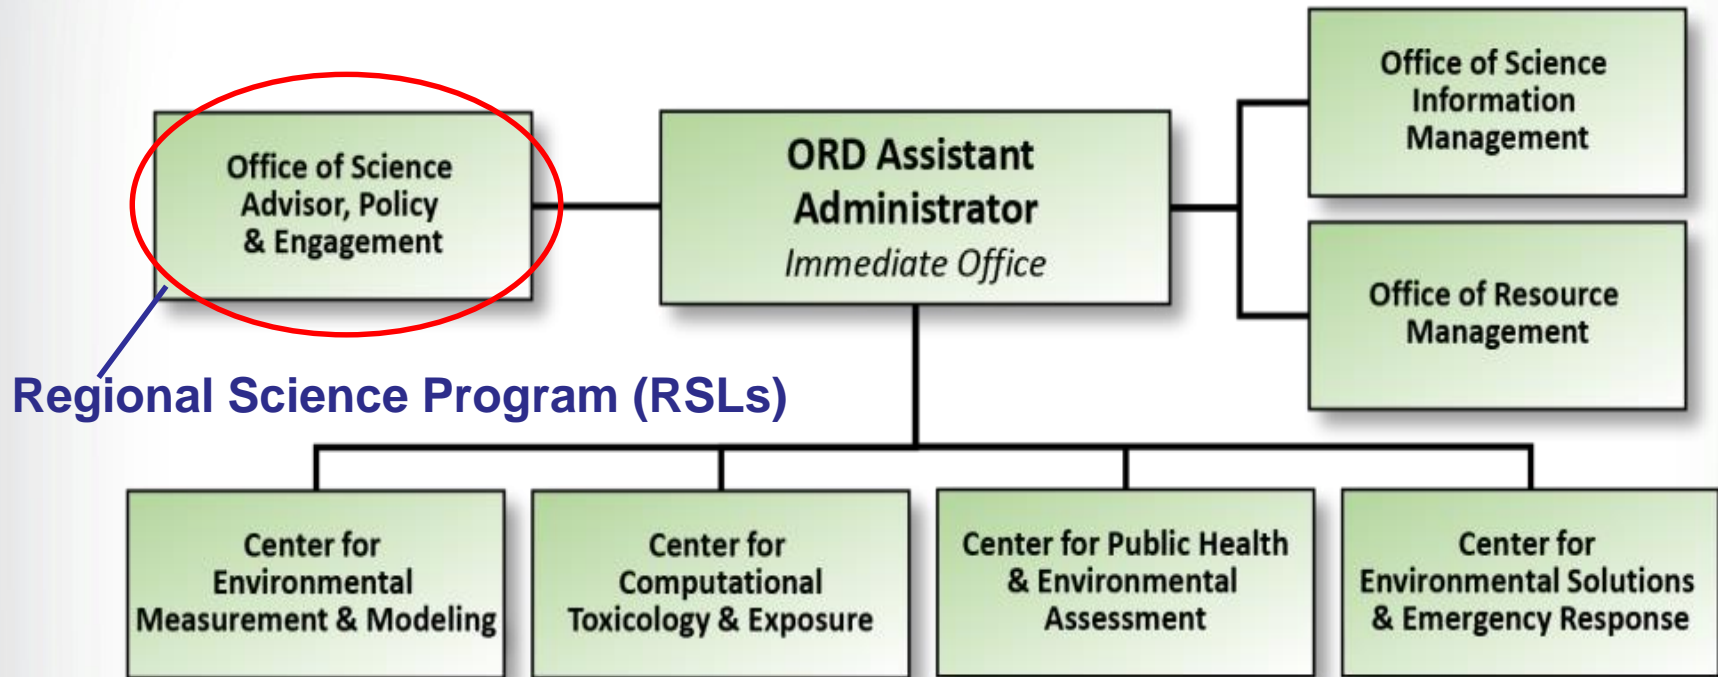 Office of Science
Advisor, Policy
& Engagement
ORD Assistant
Administrator
Immediate Office
Office of Science
Information
Management
Office of Resource
Management
Regional Science Program (RSLs)
Center for
Environmental
Measurement & Modeling
Center for
Computational
Toxicology & Exposure
Center for Public Health
& Environmental
Assessment
Center for
Environmental Solutions
& Emergency Response